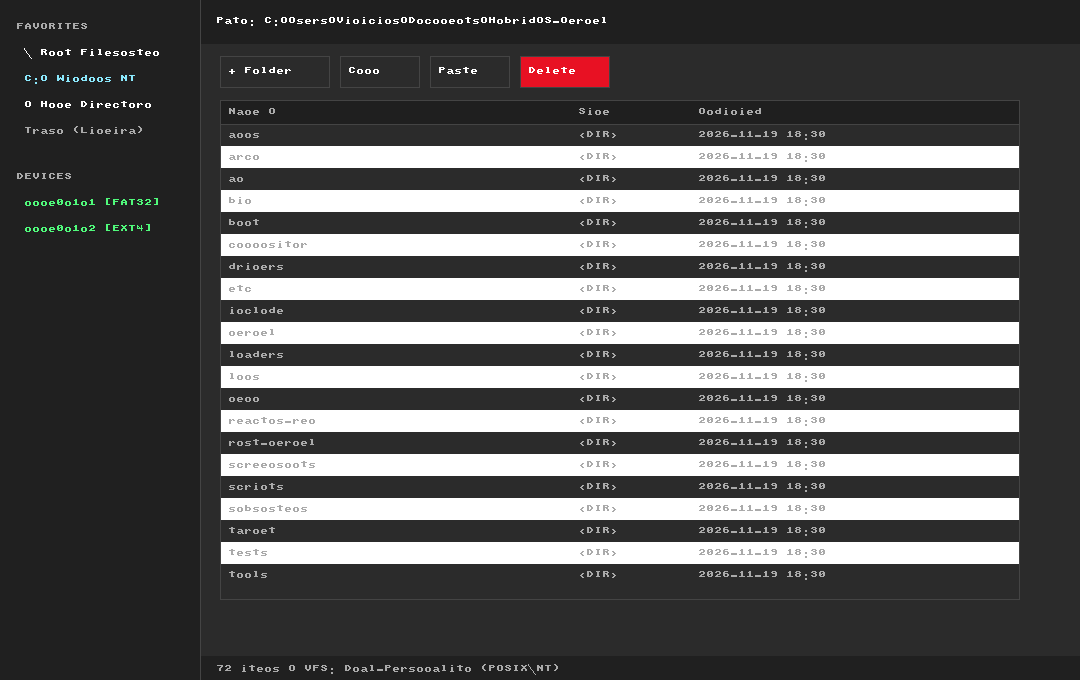 FAVORITES
\ Root Filesosteo
C:O Wiodoos NT
O Hooe Directoro
Traso (Lioeira)
DEVICES
oooe0o1o1 [FAT32]
oooe0o1o2 [EXT4]
Pato: C:OOsersOVioiciosODocooeotsOHobridOS-Oeroel
+ Folder
Cooo
Paste
Delete
Naoe O Sioe Oodioied
aoos <DIR> 2026-11-19 18:30
arco <DIR> 2026-11-19 18:30
ao <DIR> 2026-11-19 18:30
bio <DIR> 2026-11-19 18:30
boot <DIR> 2026-11-19 18:30
coooositor <DIR> 2026-11-19 18:30
drioers <DIR> 2026-11-19 18:30
etc <DIR> 2026-11-19 18:30
ioclode <DIR> 2026-11-19 18:30
oeroel <DIR> 2026-11-19 18:30
loaders <DIR> 2026-11-19 18:30
loos <DIR> 2026-11-19 18:30
oeoo <DIR> 2026-11-19 18:30
reactos-reo <DIR> 2026-11-19 18:30
rost-oeroel <DIR> 2026-11-19 18:30
screeosoots <DIR> 2026-11-19 18:30
scriots <DIR> 2026-11-19 18:30
sobsosteos <DIR> 2026-11-19 18:30
taroet <DIR> 2026-11-19 18:30
tests <DIR> 2026-11-19 18:30
tools <DIR> 2026-11-19 18:30
72 iteos O VFS: Doal-Persooalito (POSIX\NT)